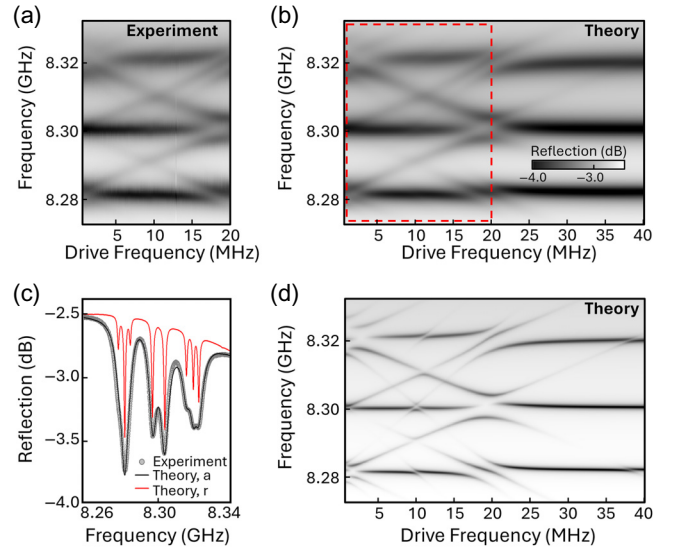 (a)
Experiment
8.32
8.30
8.28
Frequency (GHz)
5 10 15 20
Drive Frequency (MHz)
(b)
Theory
8.32
8.30
8.28
Frequency (GHz)
Reflection (dB)
−4.0 −3.0
5 10 15 20 25 30 35 40
Drive Frequency (MHz)
(c)
−2.5
−3.0
−3.5
−4.0
Reflection (dB)
Experiment
Theory, a
Theory, r
8.26 8.30 8.34
Frequency (GHz)
(d)
Theory
8.32
8.30
8.28
Frequency (GHz)
5 10 15 20 25 30 35 40
Drive Frequency (MHz)